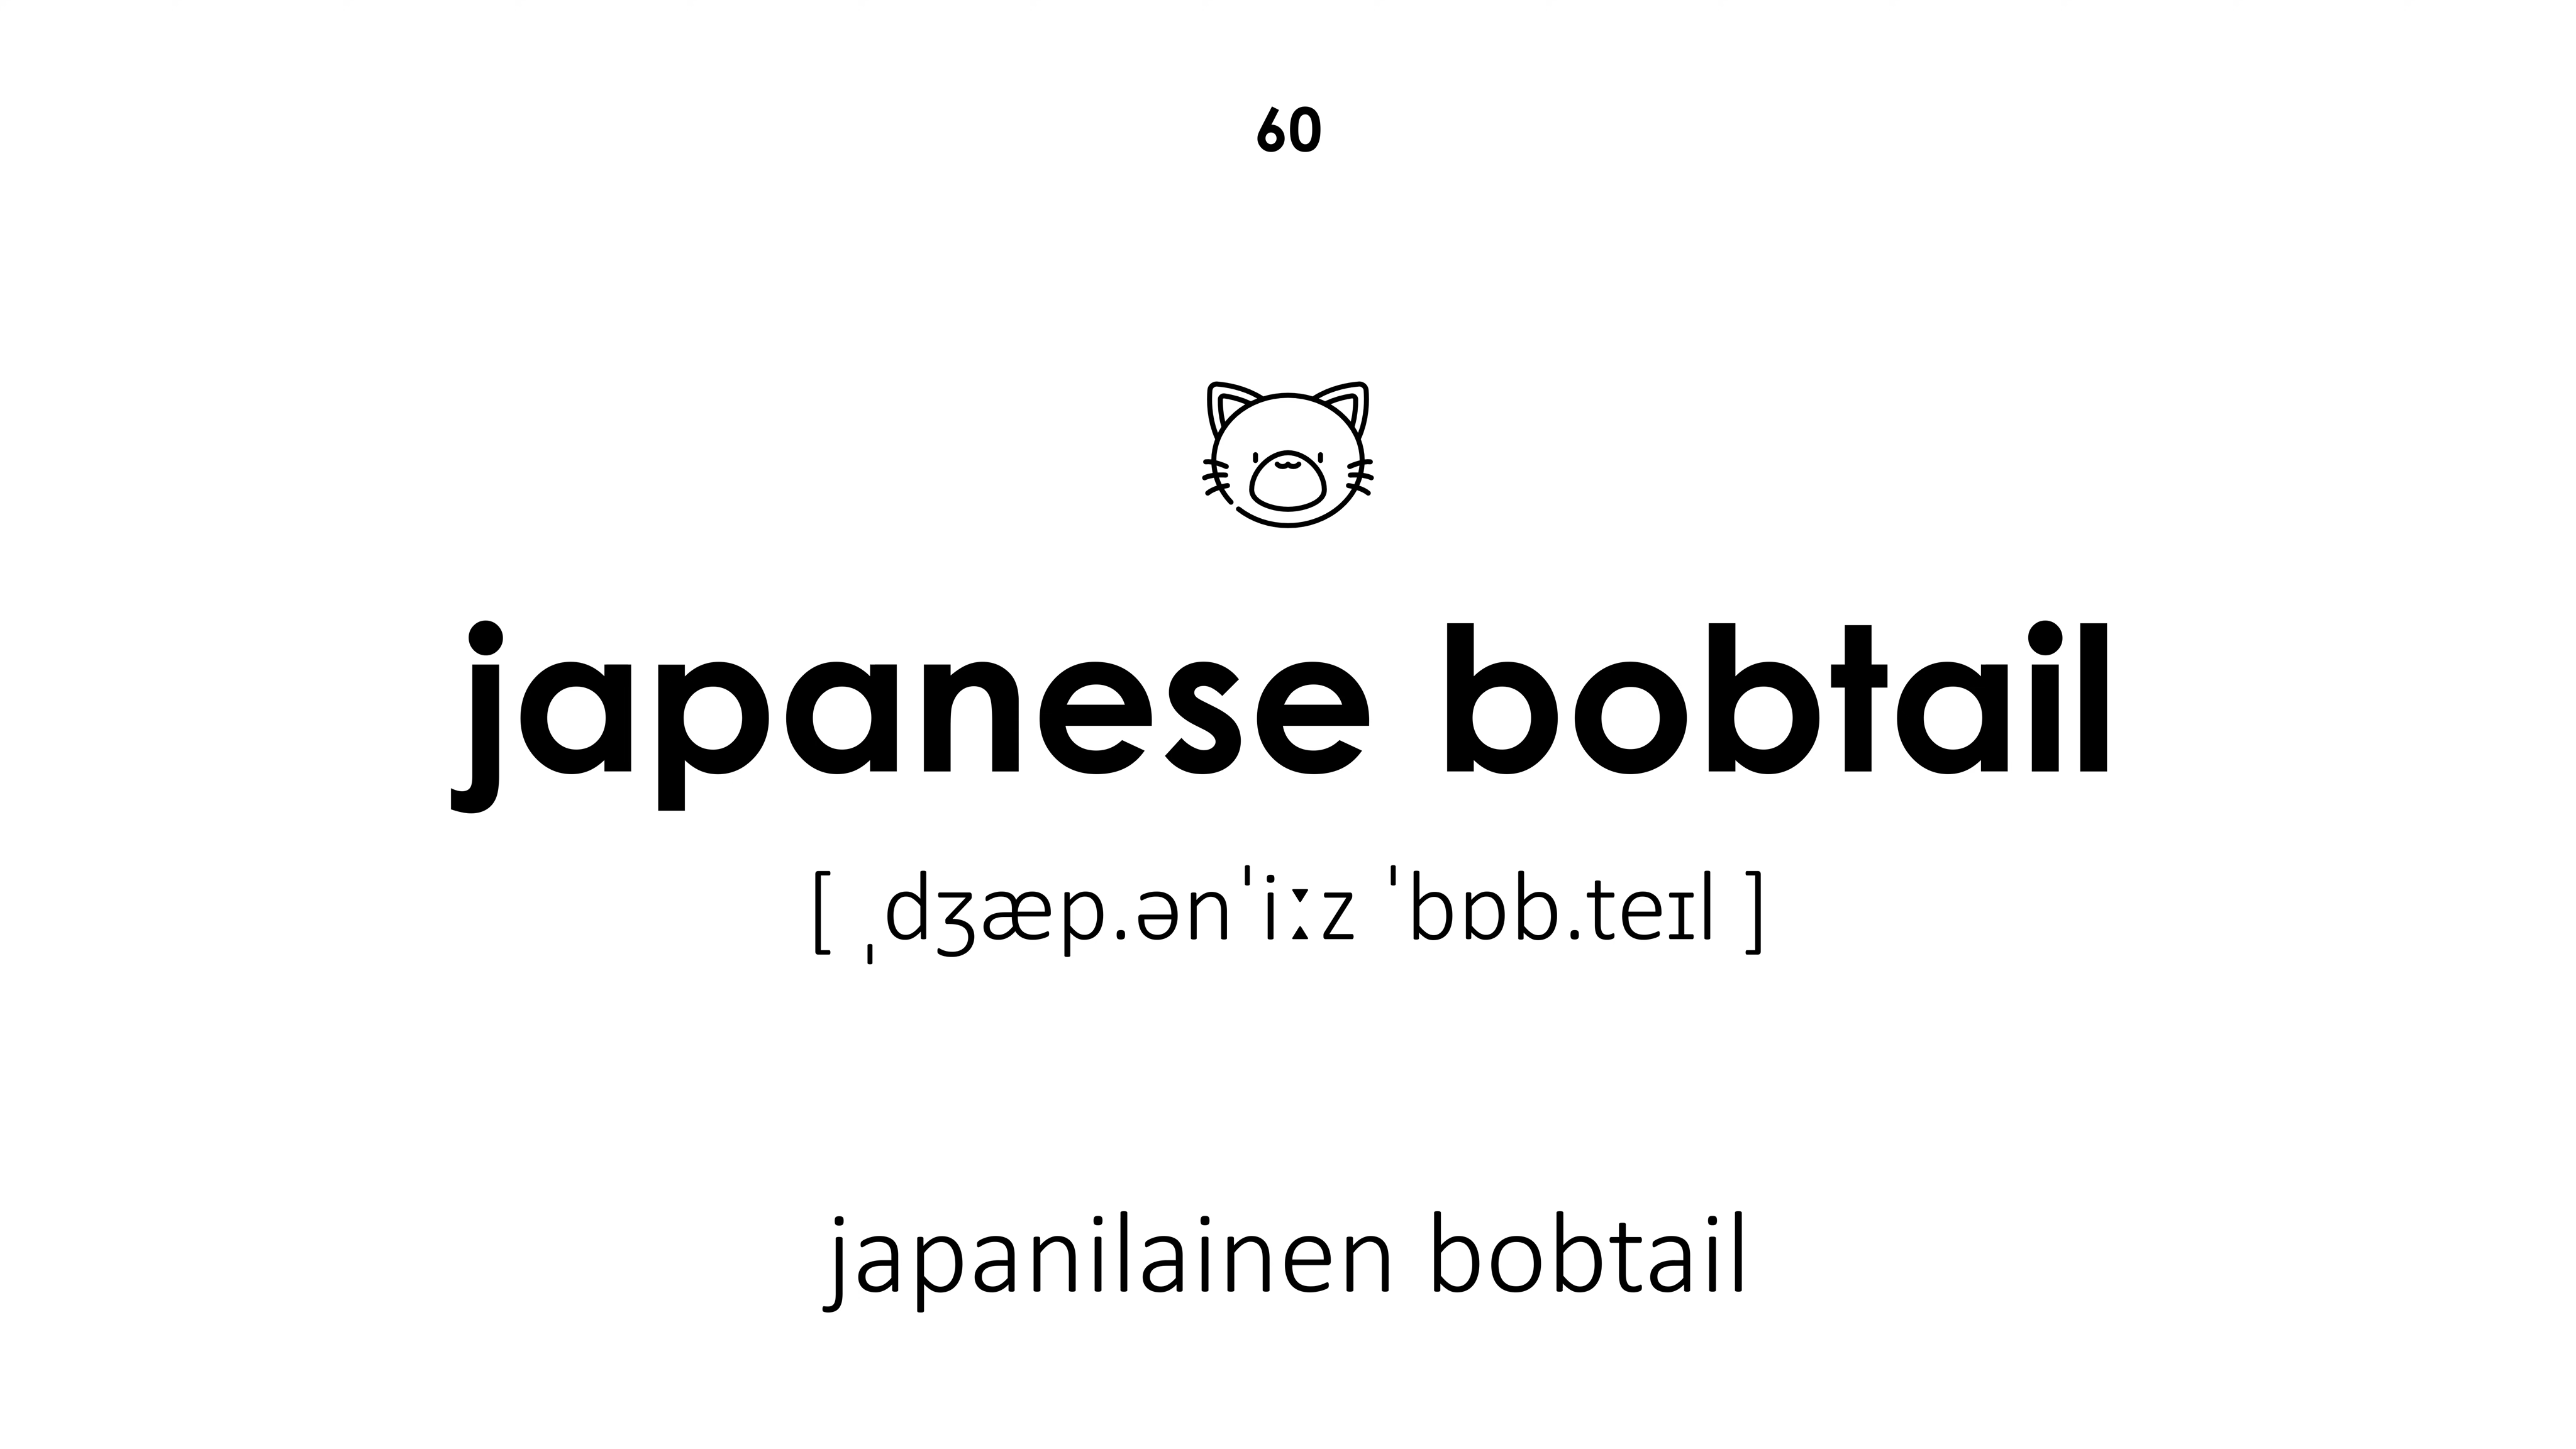 60
japanese bobtail
[ ˌdʒæp.ənˈiːz ˈbɒb.teɪl ]
japanilainen bobtail